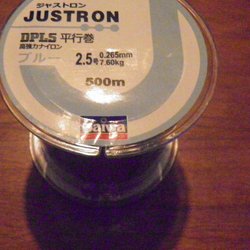 ジャストロン
JUSTRON
DPLS 平行巻
高強力ナイロン
ブルー
2.5号 0.265mm
7.60kg
500m
Daiwa